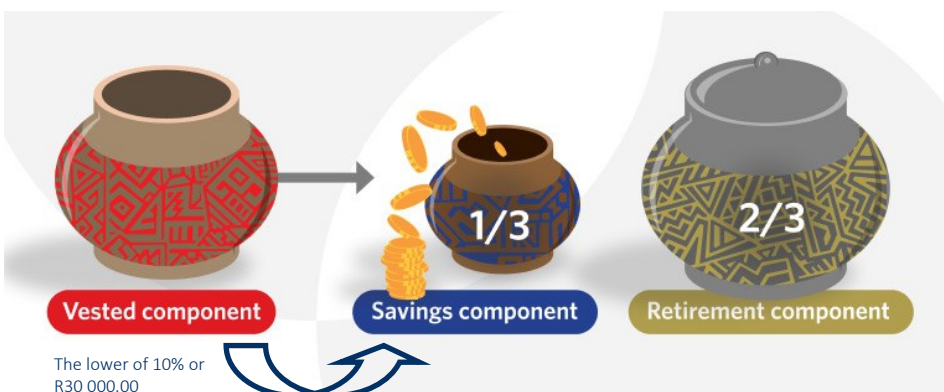 1/3
2/3
Vested component
Savings component
Retirement component
The lower of 10% or
R30 000.00